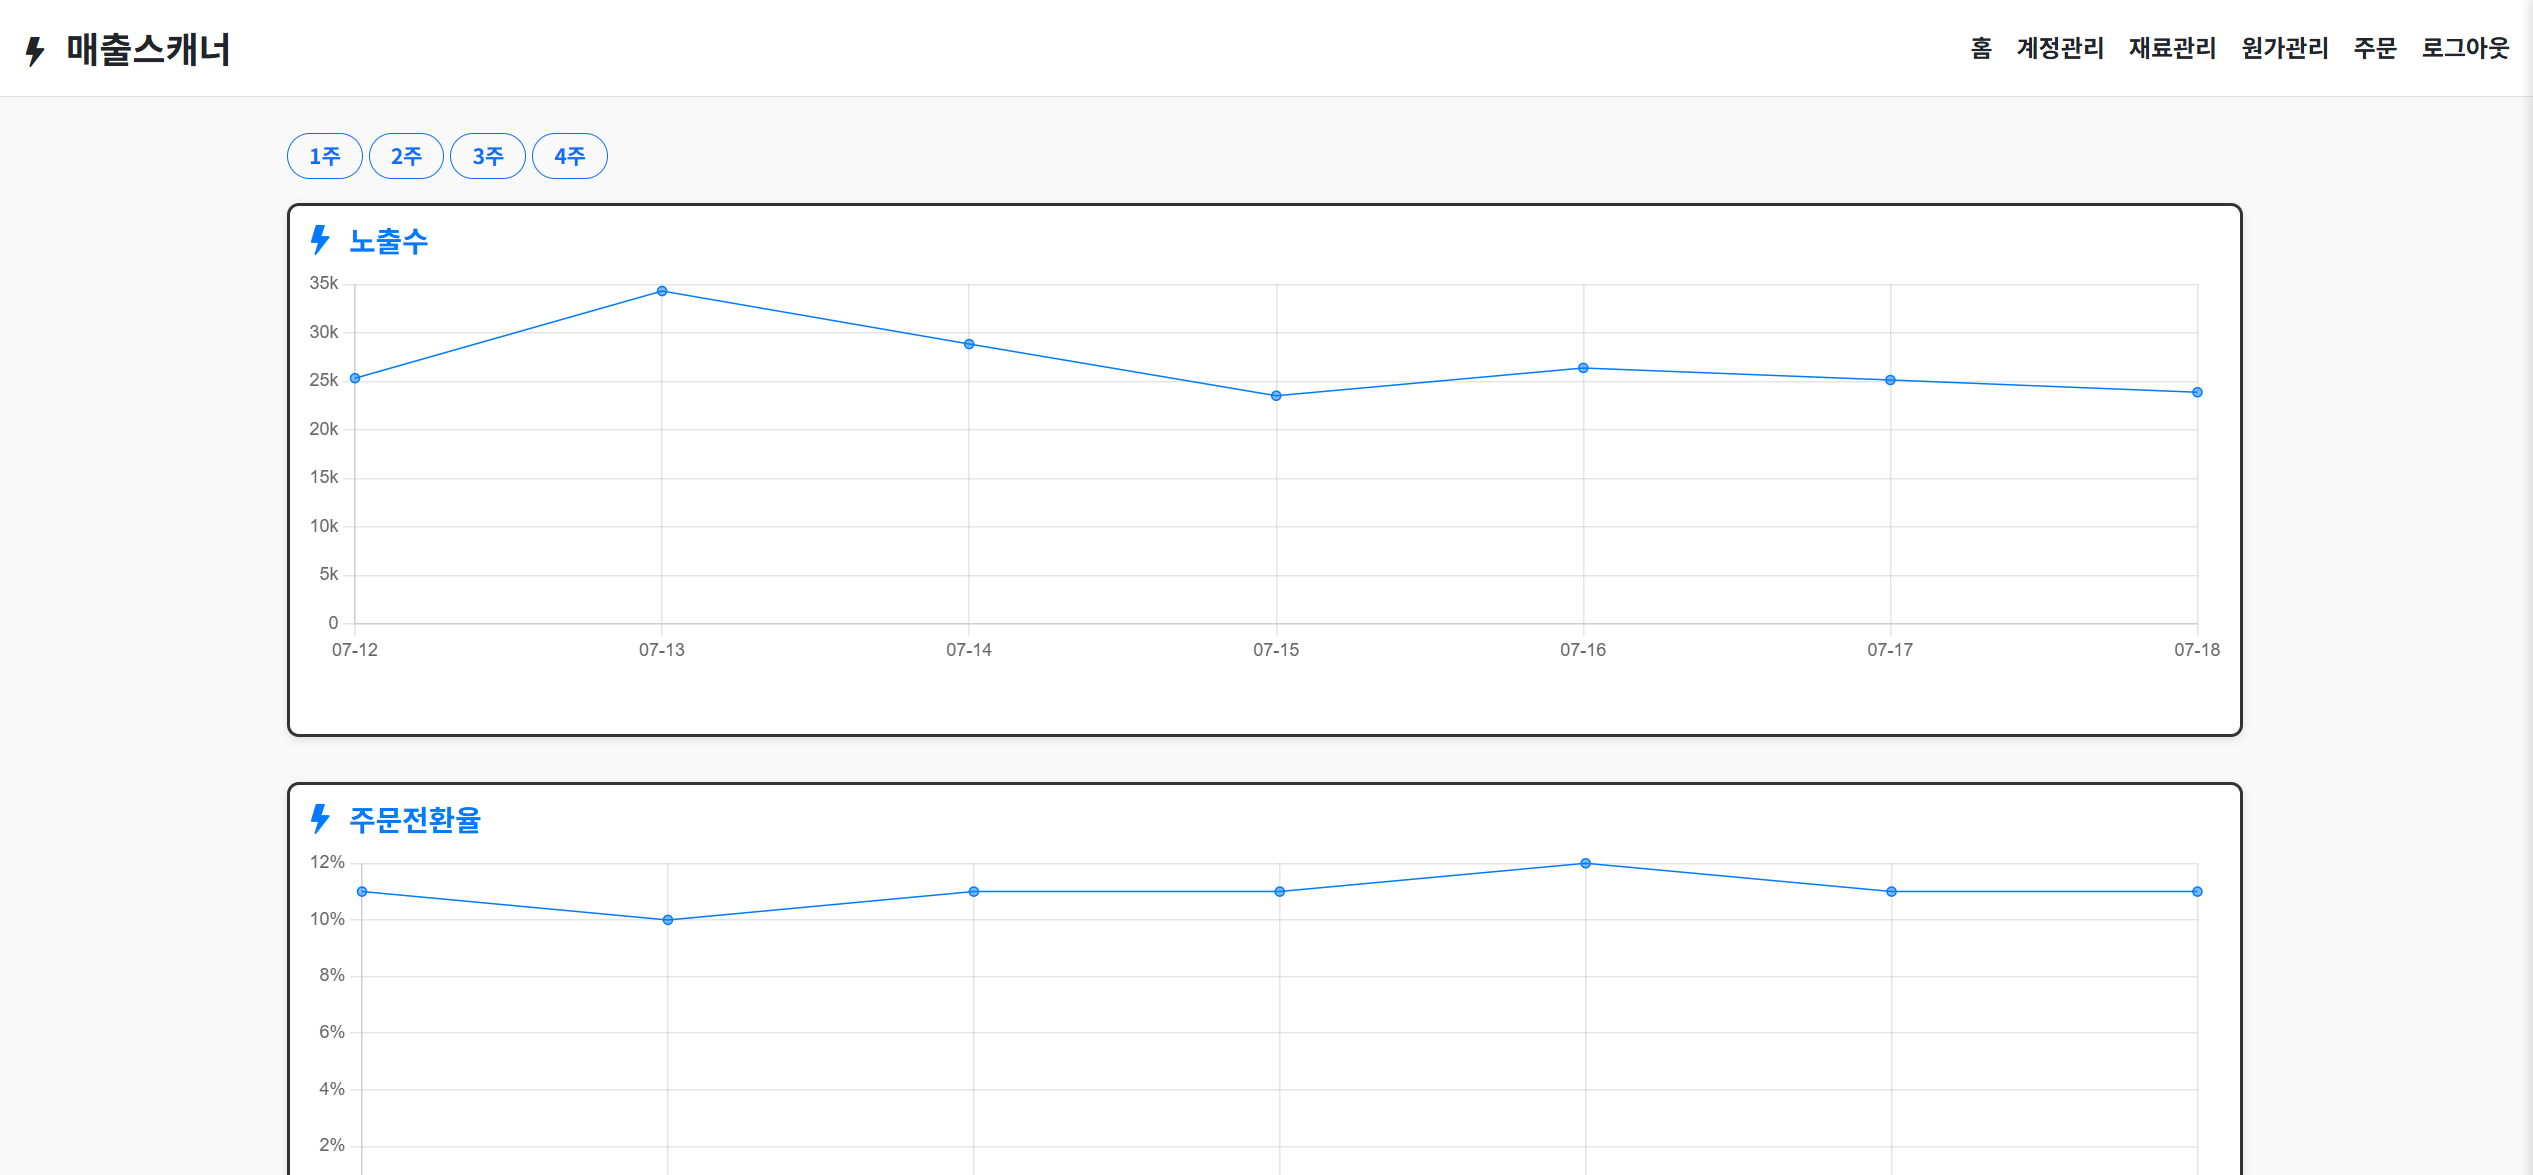 매출스캐너
홈 계정관리 재료관리 원가관리 주문 로그아웃
1주 2주 3주 4주
노출수
35k
30k
25k
20k
15k
10k
5k
0
07-12 07-13 07-14 07-15 07-16 07-17 07-18
주문전환율
12%
10%
8%
6%
4%
2%